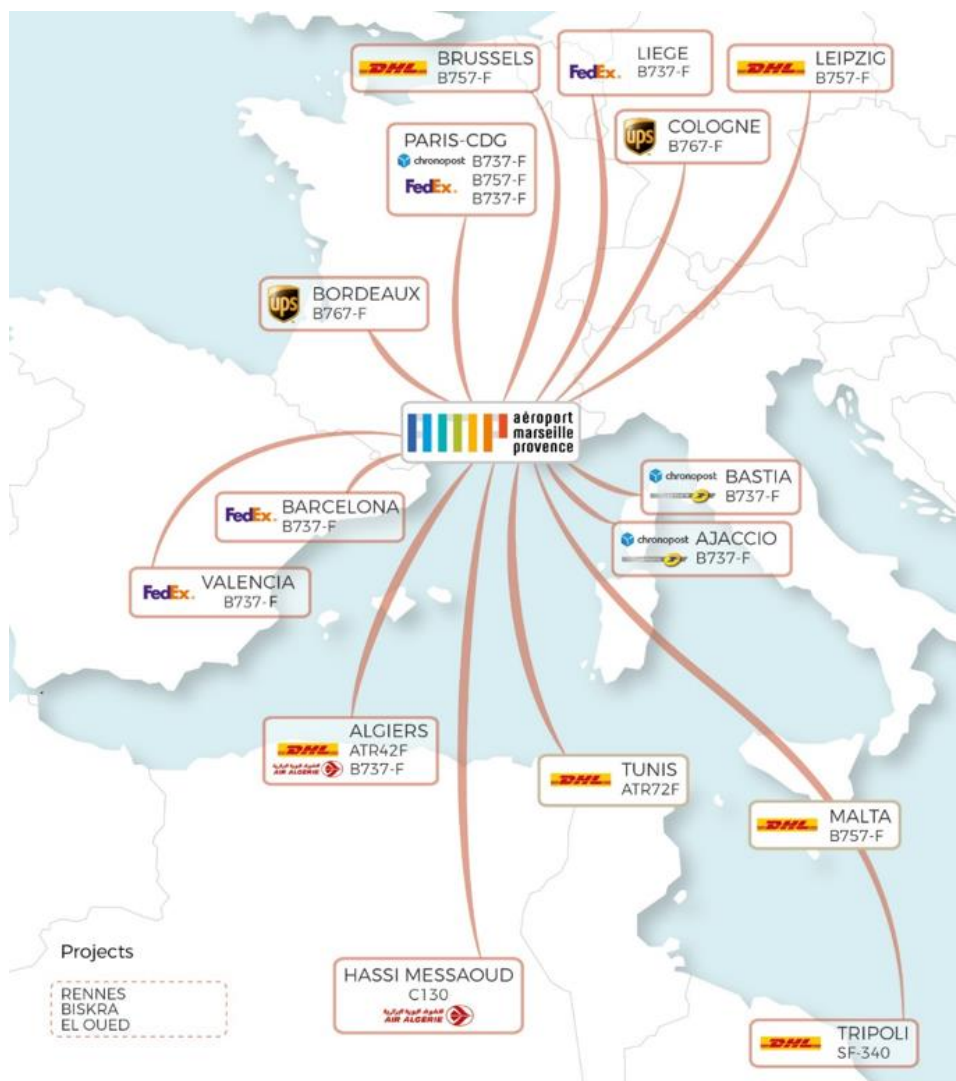 DHL
BRUSSELS
B757-F
FedEx.
LIEGE
B737-F
DHL
LEIPZIG
B757-F
ups
COLOGNE
B767-F
PARIS-CDG
chronopost B737-F
FedEx. B757-F
B737-F
ups
BORDEAUX
B767-F
aéroport
marseille
provence
chronopost BASTIA
B737-F
FedEx.
BARCELONA
B737-F
chronopost AJACCIO
B737-F
FedEx.
VALENCIA
B737-F
ALGIERS
DHL ATR42F
AIR ALGERIE B737-F
DHL
TUNIS
ATR72F
DHL
MALTA
B757-F
Projects
RENNES
BISKRA
EL OUED
HASSI MESSAOUD
C130
AIR ALGERIE
DHL
TRIPOLI
SF-340